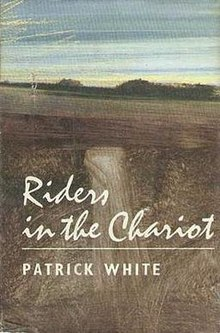 Riders
in the Chariot
PATRICK WHITE